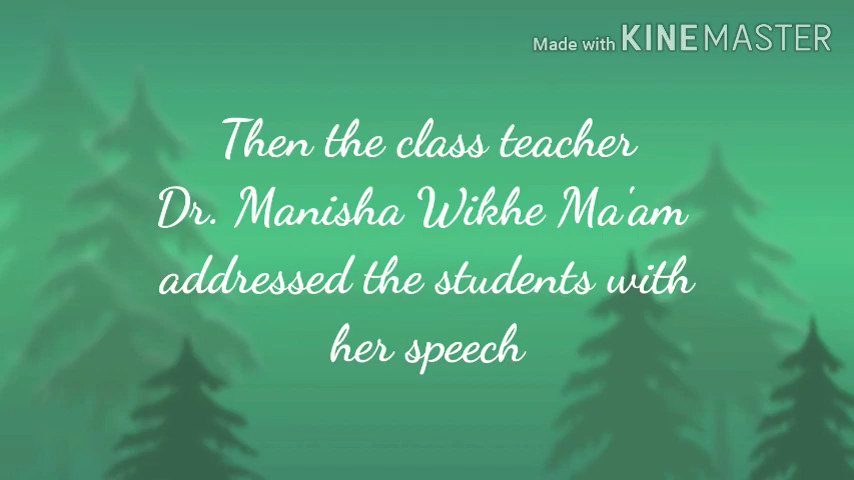 Made with KINEMASTER
Then the class teacher
Dr. Manisha Wikhe Ma'am
addressed the students with
her speech